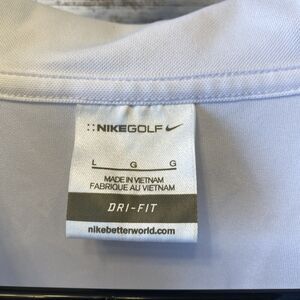 ::NIKEGOLF
L G G
MADE IN VIETNAM
FABRIQUE AU VIETNAM
DRI-FIT
nikebetterworld.com